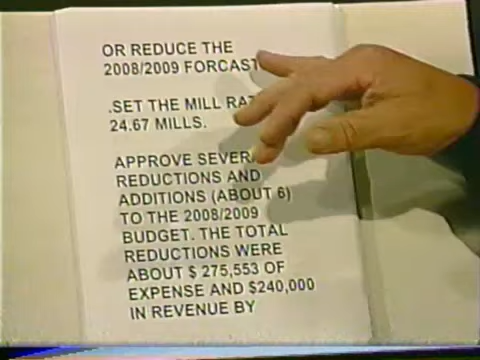 OR REDUCE THE
2008/2009 FORCAST
.SET THE MILL
24.67 MILLS.
APPROVE
REDUCTIONS AND
ADDITIONS (ABOUT 6)
TO THE 2008/2009
BUDGET. THE TOTAL
REDUCTIONS WERE
ABOUT $ 275,553 OF
EXPENSE AND $240,000
IN REVENUE BY